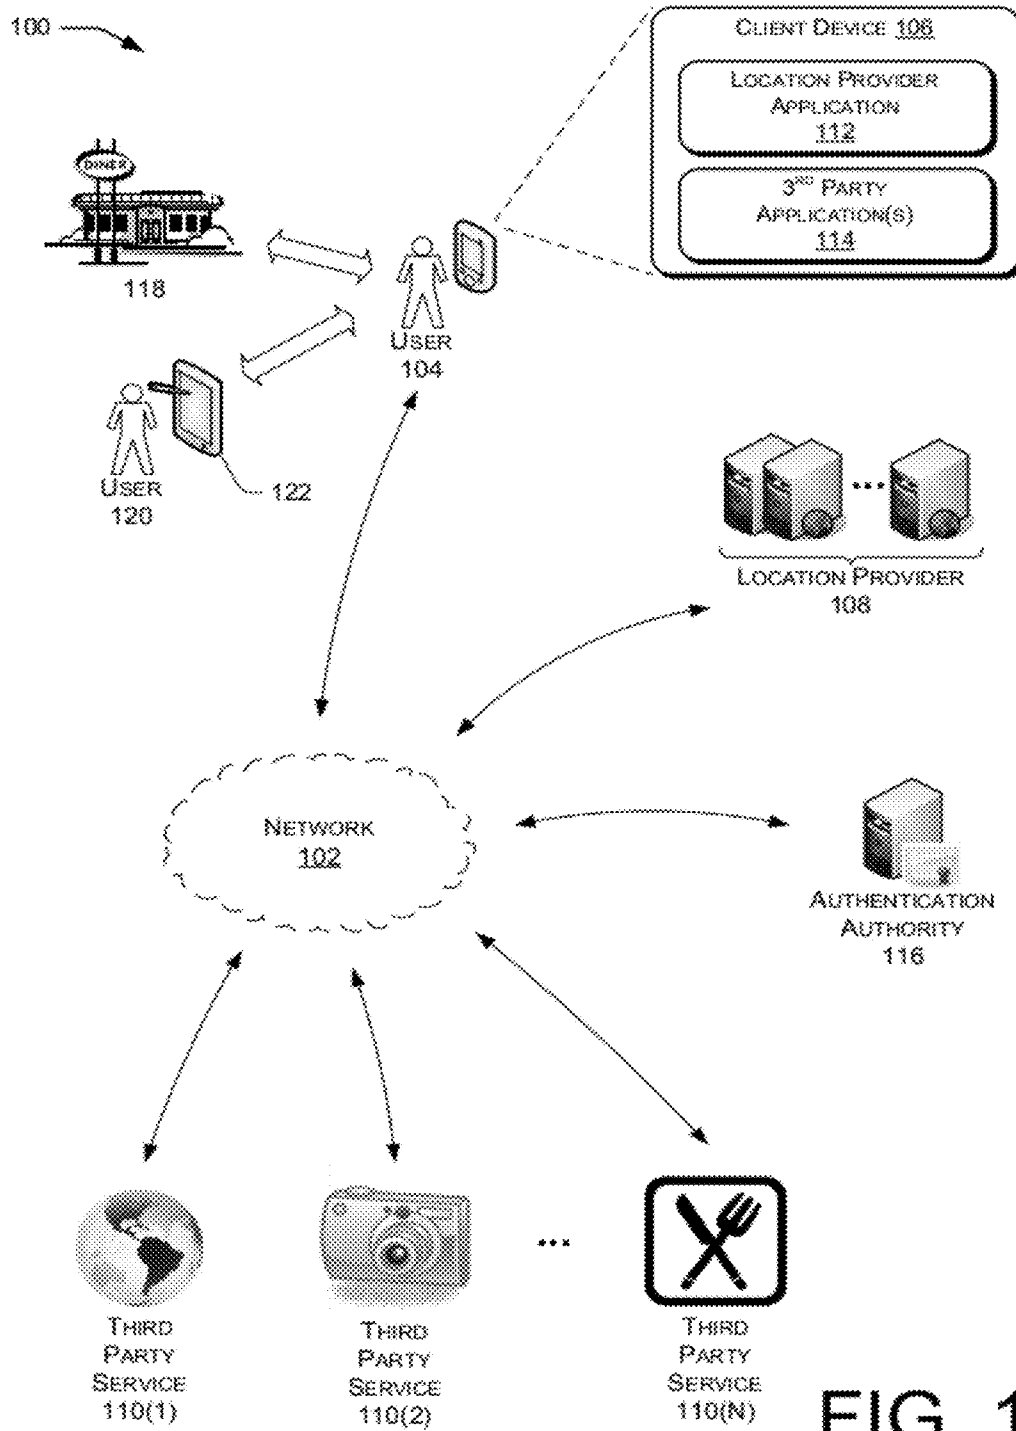 100
CLIENT DEVICE 106
LOCATION PROVIDER
APPLICATION
112
3RD PARTY
APPLICATION(S)
114
DINER
118
USER
104
USER
120
122
LOCATION PROVIDER
108
NETWORK
102
AUTHENTICATION
AUTHORITY
116
THIRD
PARTY
SERVICE
110(1)
THIRD
PARTY
SERVICE
110(2)
THIRD
PARTY
SERVICE
110(N)
FIG. 1